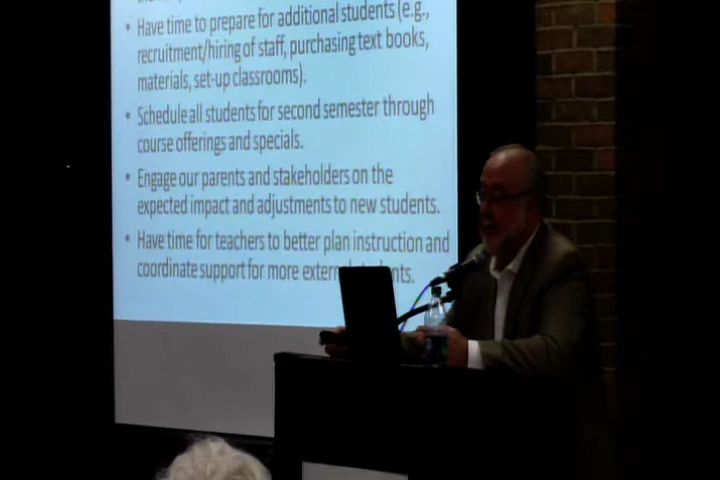 • Have time to prepare for additional students (e.g.,
recruitment/hiring of staff, purchasing text books,
materials, set-up classrooms).
• Schedule all students for second semester through
course offerings and specials.
• Engage our parents and stakeholders on the
expected impact and adjustments to new students.
• Have time for teachers to better plan instruction and
coordinate support for more